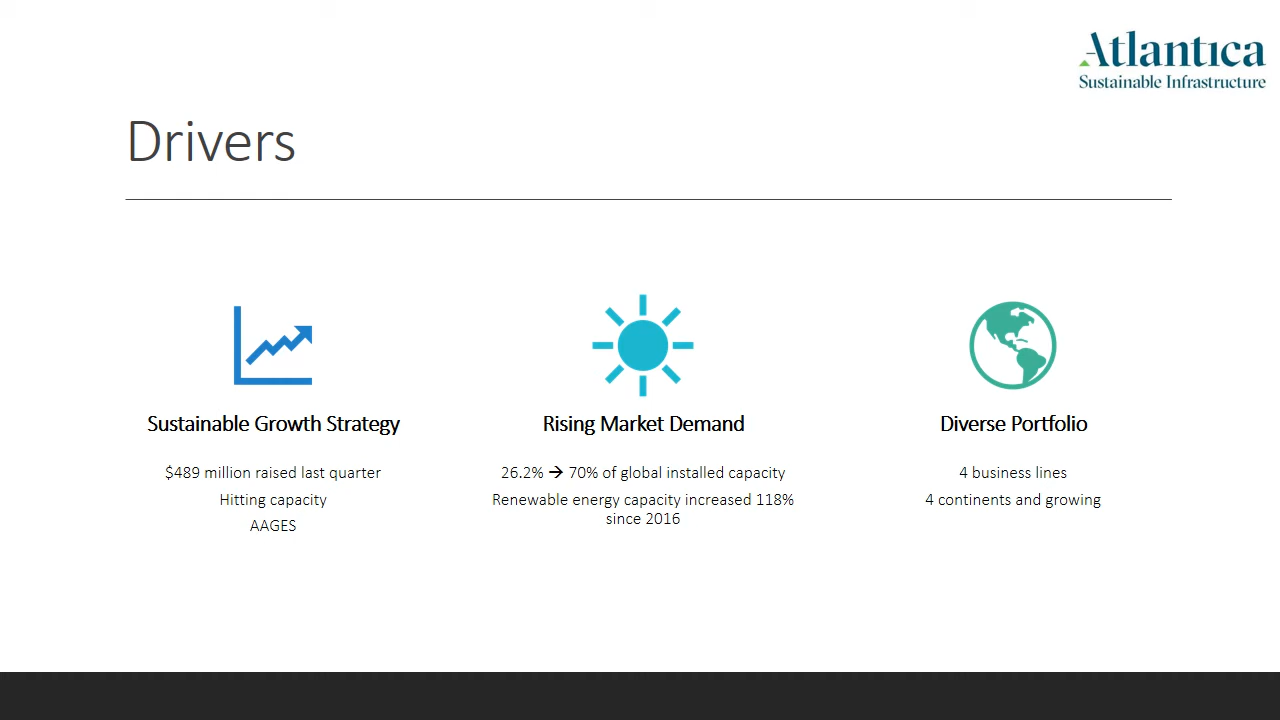 Atlantica
Sustainable Infrastructure
Drivers
Sustainable Growth Strategy
$489 million raised last quarter
Hitting capacity
AAGES
Rising Market Demand
26.2% → 70% of global installed capacity
Renewable energy capacity increased 118%
since 2016
Diverse Portfolio
4 business lines
4 continents and growing